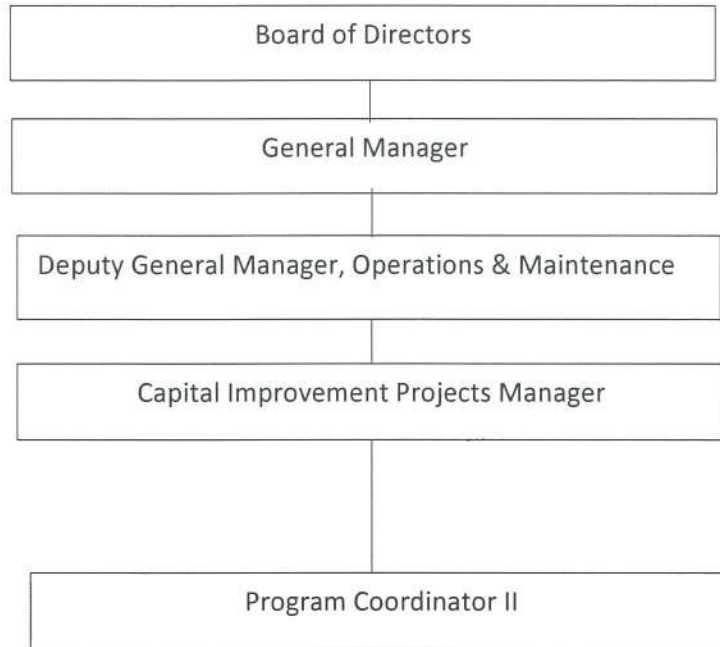 Board of Directors
General Manager
Deputy General Manager, Operations & Maintenance
Capital Improvement Projects Manager
Program Coordinator II